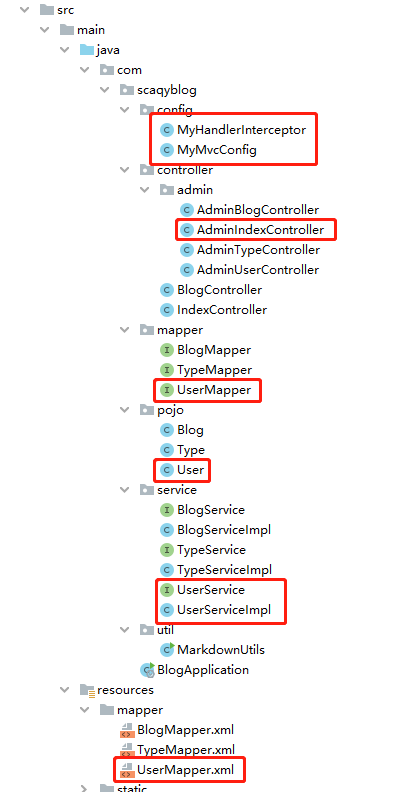 src
main
java
com
scaqyblog
config
MyHandlerInterceptor
MyMvcConfig
controller
admin
AdminBlogController
AdminIndexController
AdminTypeController
AdminUserController
BlogController
IndexController
mapper
BlogMapper
TypeMapper
UserMapper
pojo
Blog
Type
User
service
BlogService
BlogServiceImpl
TypeService
TypeServiceImpl
UserService
UserServiceImpl
util
MarkdownUtils
BlogApplication
resources
mapper
BlogMapper.xml
TypeMapper.xml
UserMapper.xml
static